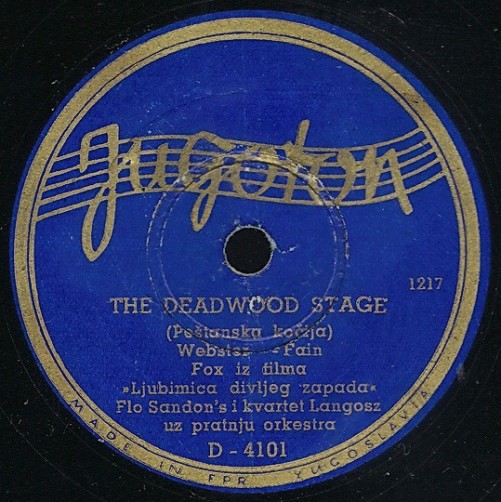 Jugoton
1217
THE DEADWOOD STAGE
(Poštanska kočija)
Webster - Fain
Fox iz filma
»Ljubimica divljeg zapada«
Flo Sandon's i kvartet Langosz
uz pratnju orkestra
D - 4101
MADE IN FPR YUGOSLAVIA